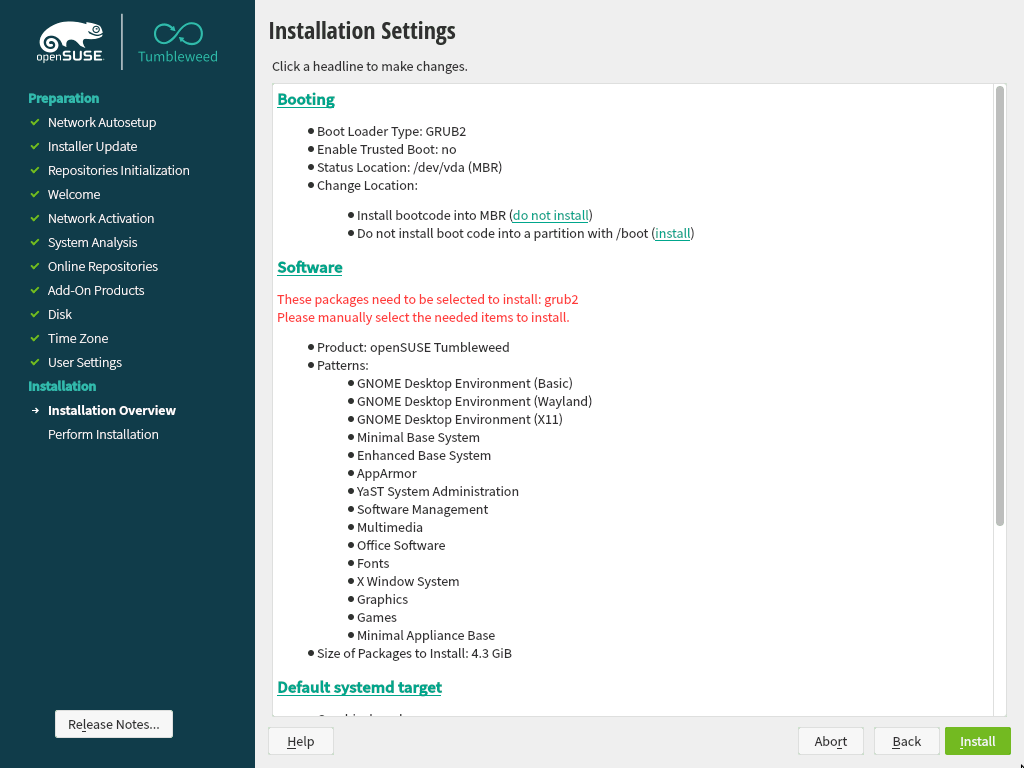 openSUSE
Tumbleweed
Preparation
Network Autosetup
Installer Update
Repositories Initialization
Welcome
Network Activation
System Analysis
Online Repositories
Add-On Products
Disk
Time Zone
User Settings
Installation
Installation Overview
Perform Installation
Release Notes...
Installation Settings
Click a headline to make changes.
Booting
Boot Loader Type: GRUB2
Enable Trusted Boot: no
Status Location: /dev/vda (MBR)
Change Location:
Install bootcode into MBR (do not install)
Do not install boot code into a partition with /boot (install)
Software
These packages need to be selected to install: grub2
Please manually select the needed items to install.
Product: openSUSE Tumbleweed
Patterns:
GNOME Desktop Environment (Basic)
GNOME Desktop Environment (Wayland)
GNOME Desktop Environment (X11)
Minimal Base System
Enhanced Base System
AppArmor
YaST System Administration
Software Management
Multimedia
Office Software
Fonts
X Window System
Graphics
Games
Minimal Appliance Base
Size of Packages to Install: 4.3 GiB
Default systemd target
Help
Abort
Back
Install